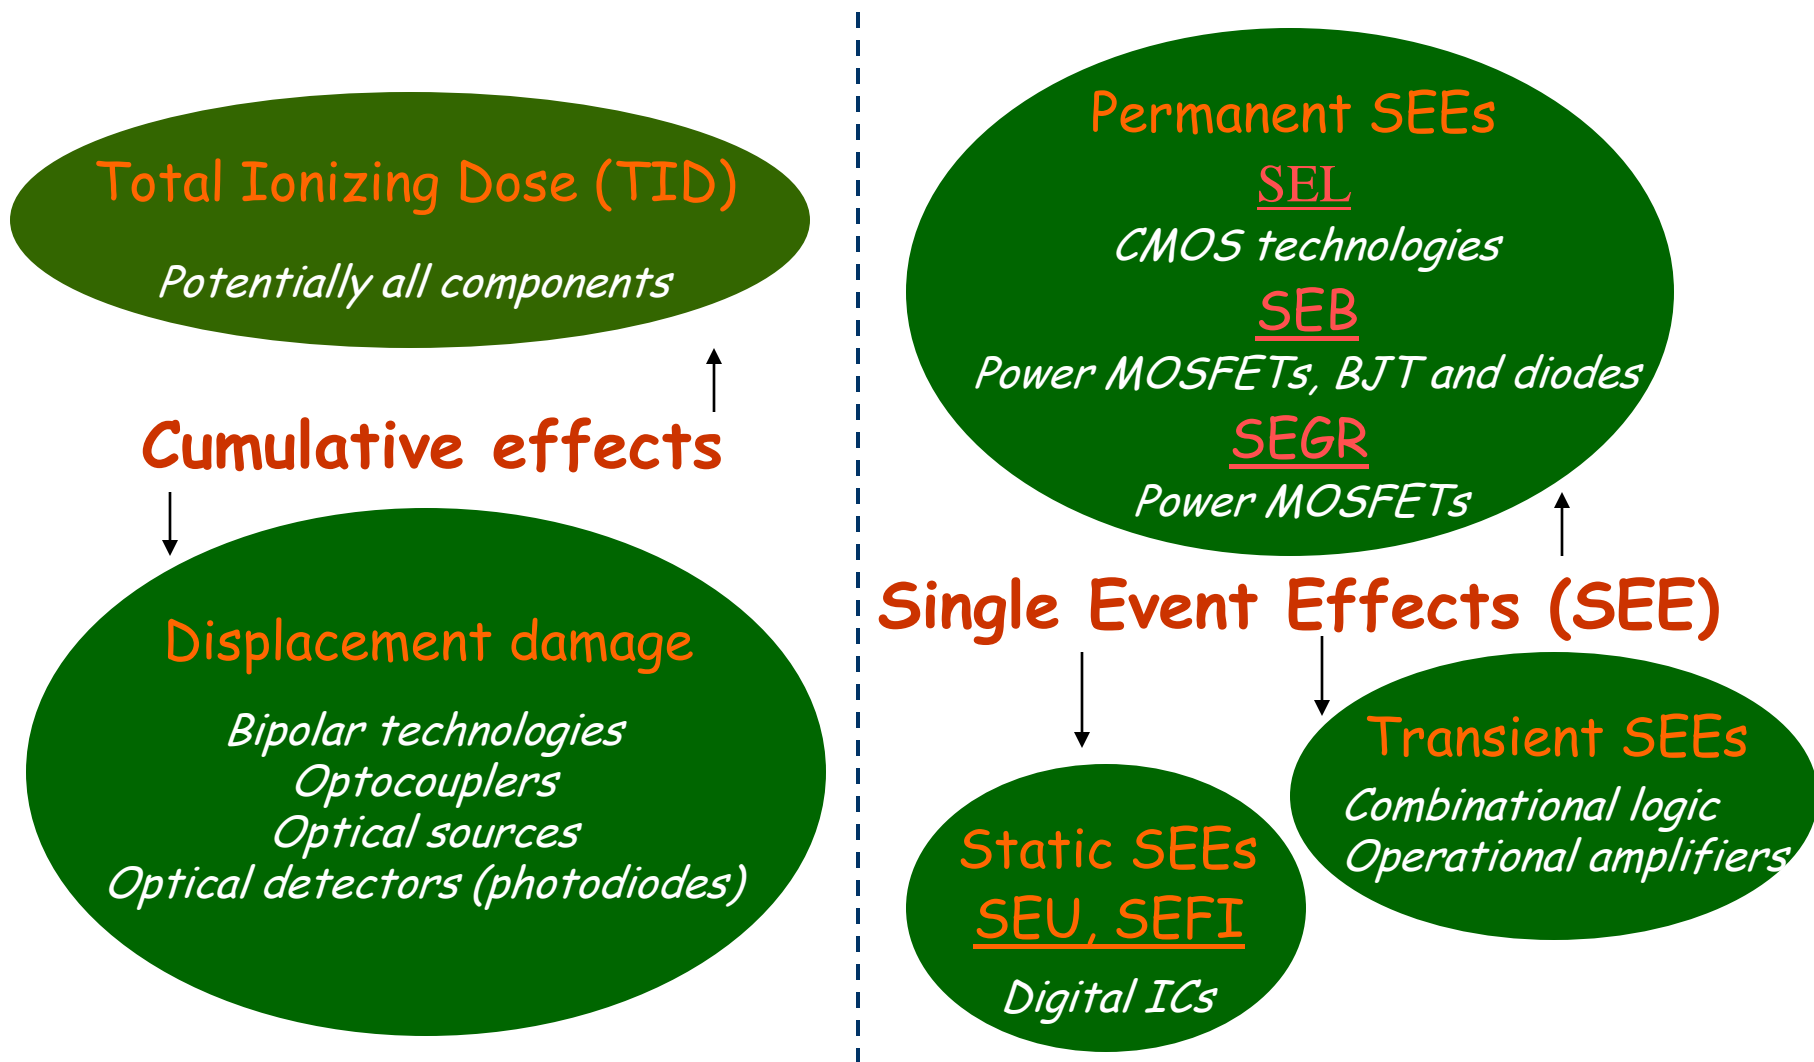 Total Ionizing Dose (TID)
Potentially all components
Cumulative effects
Displacement damage
Bipolar technologies
Optocouplers
Optical sources
Optical detectors (photodiodes)
Permanent SEEs
SEL
CMOS technologies
SEB
Power MOSFETs, BJT and diodes
SEGR
Power MOSFETs
Single Event Effects (SEE)
Static SEEs
SEU, SEFI
Digital ICs
Transient SEEs
Combinational logic
Operational amplifiers